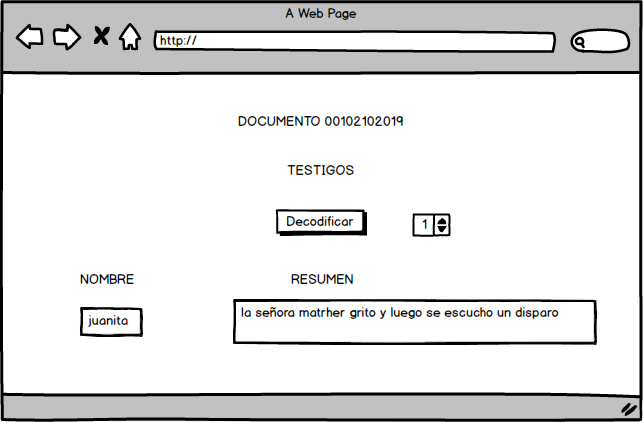 A Web Page
http://
DOCUMENTO 00102102019
TESTIGOS
Decodificar 1
NOMBRE RESUMEN
juanita la señora matrher grito y luego se escucho un disparo